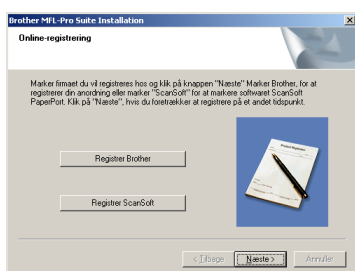 Brother MFL-Pro Suite Installation
Online-registrering
Marker firmaet du vil registreres hos og klik på knappen "Næste" Marker Brother, for at
registrerer din anordning eller marker "ScanSoft" for at markere softwaret ScanSoft
PaperPort. Klik på "Næste", hvis du foretrækker at registrere på et andet tidspunkt.
Registrer Brother
Registrer ScanSoft
< Tilbage
Næste >
Annuller